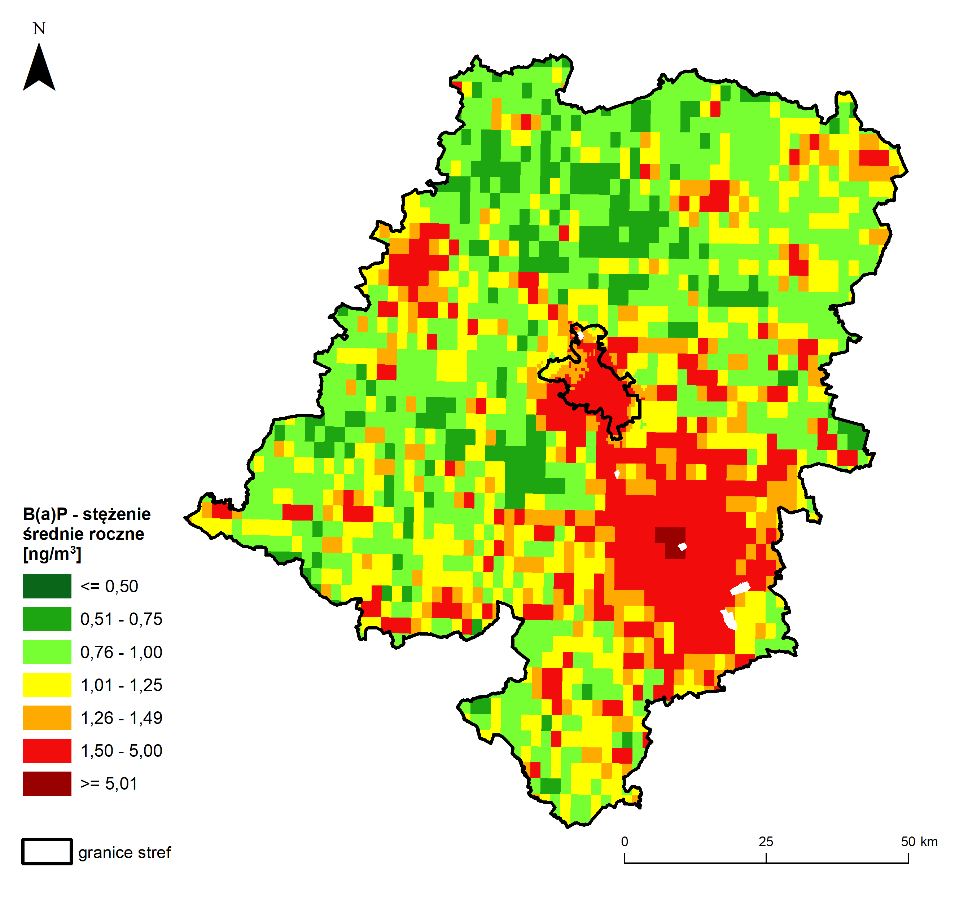 N
B(a)P - stężenie
średnie roczne
[ng/m³]
<= 0,50
0,51 - 0,75
0,76 - 1,00
1,01 - 1,25
1,26 - 1,49
1,50 - 5,00
>= 5,01
granice stref
0 25 50 km